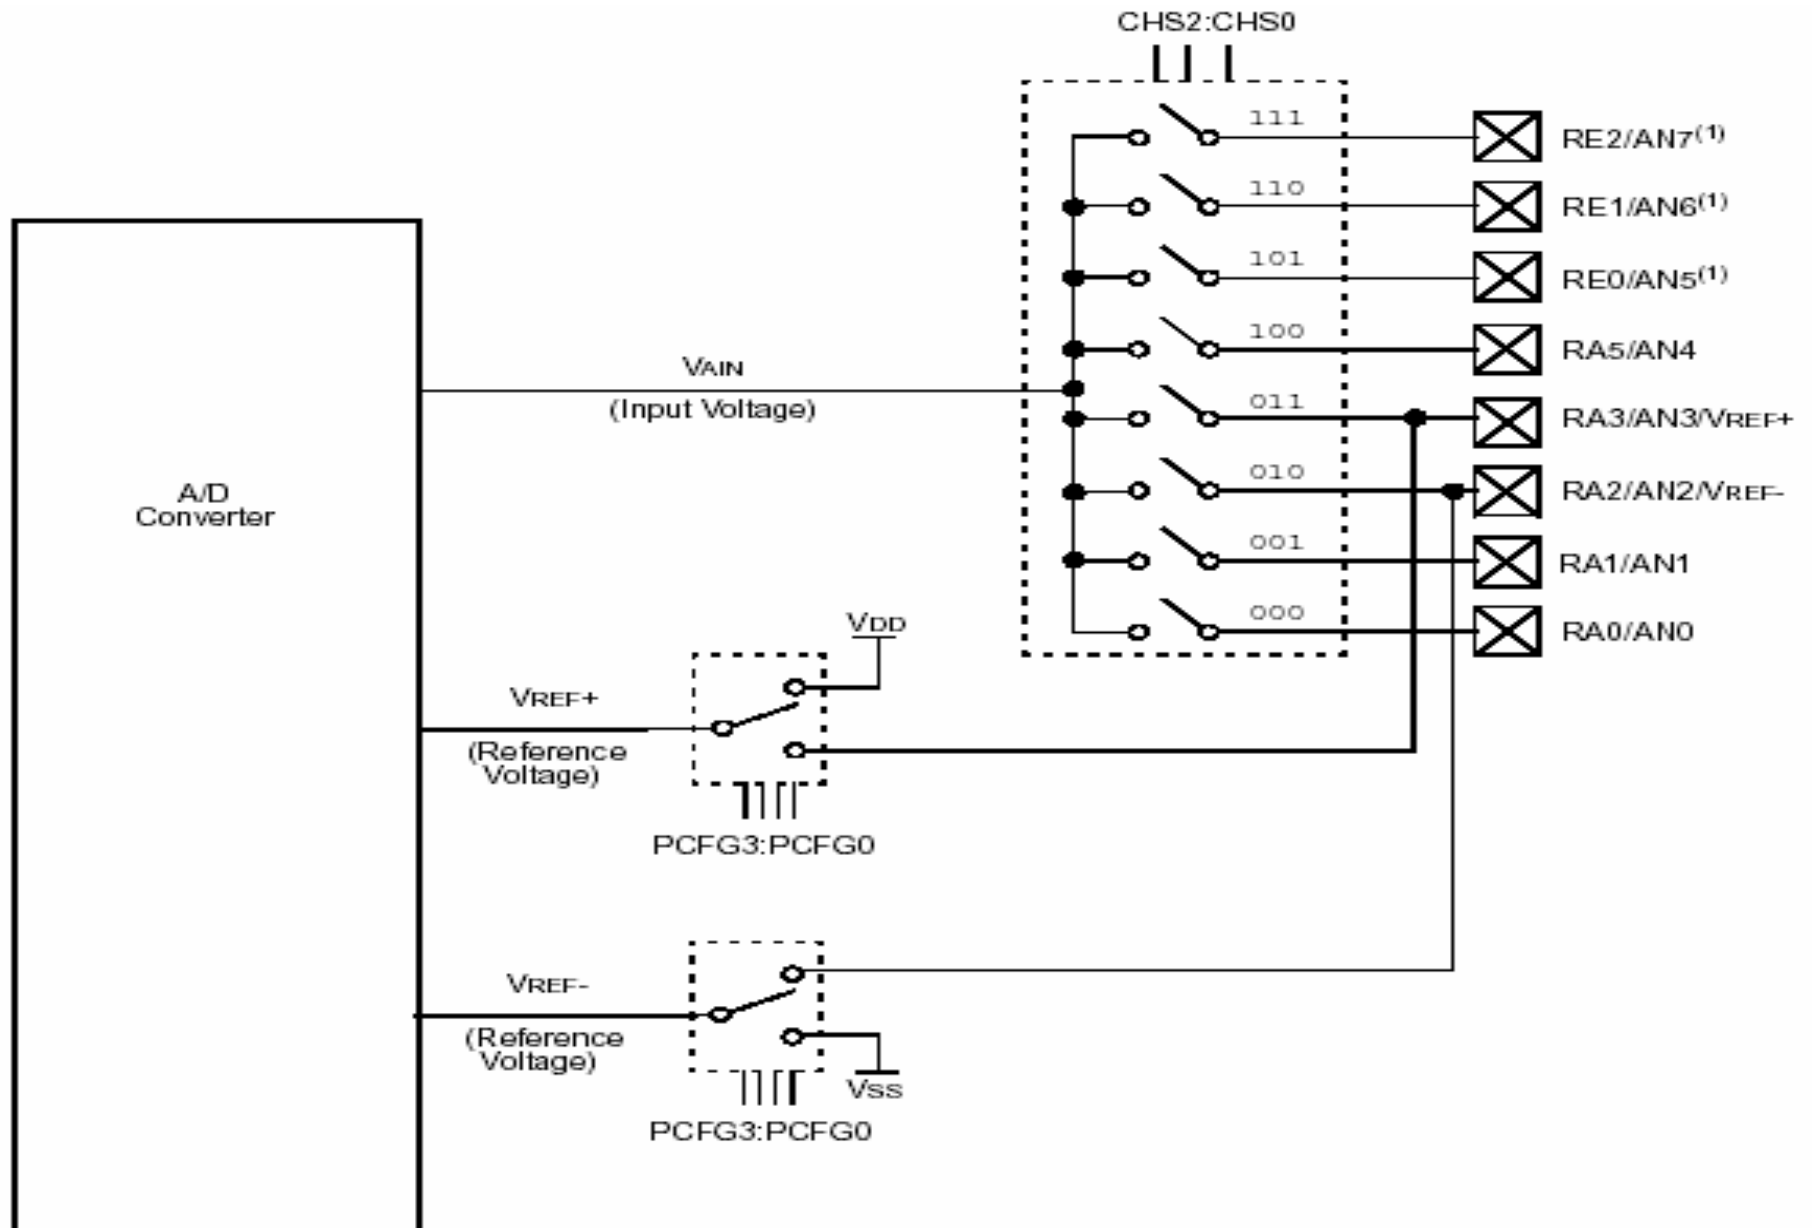 CHS2:CHS0
111
RE2/AN7(1)
110
RE1/AN6(1)
101
RE0/AN5(1)
100
RA5/AN4
VAIN
(Input Voltage)
011
RA3/AN3/VREF+
010
RA2/AN2/VREF-
A/D
Converter
001
RA1/AN1
000
RA0/AN0
VDD
VREF+
(Reference
Voltage)
PCFG3:PCFG0
VREF-
(Reference
Voltage)
VSS
PCFG3:PCFG0